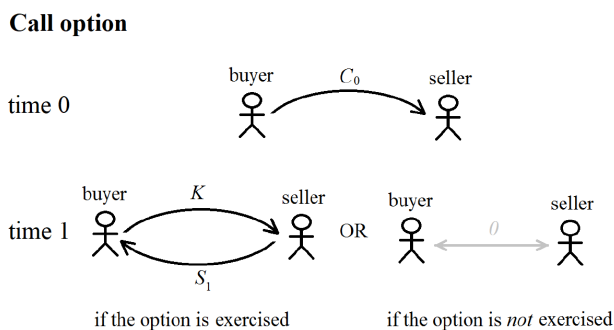 Call option
buyer
C₀
seller
time 0
buyer
K
seller
buyer
seller
time 1
OR
0
S₁
if the option is exercised
if the option is not exercised